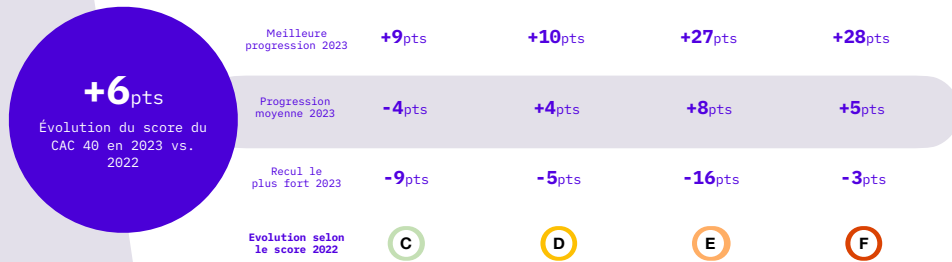 +6pts
Évolution du score du
CAC 40 en 2023 vs.
2022
Meilleure
progression 2023
+9pts
+10pts
+27pts
+28pts
Progression
moyenne 2023
-4pts
+4pts
+8pts
+5pts
Recul le
plus fort 2023
-9pts
-5pts
-16pts
-3pts
Evolution selon
le score 2022
C
D
E
F